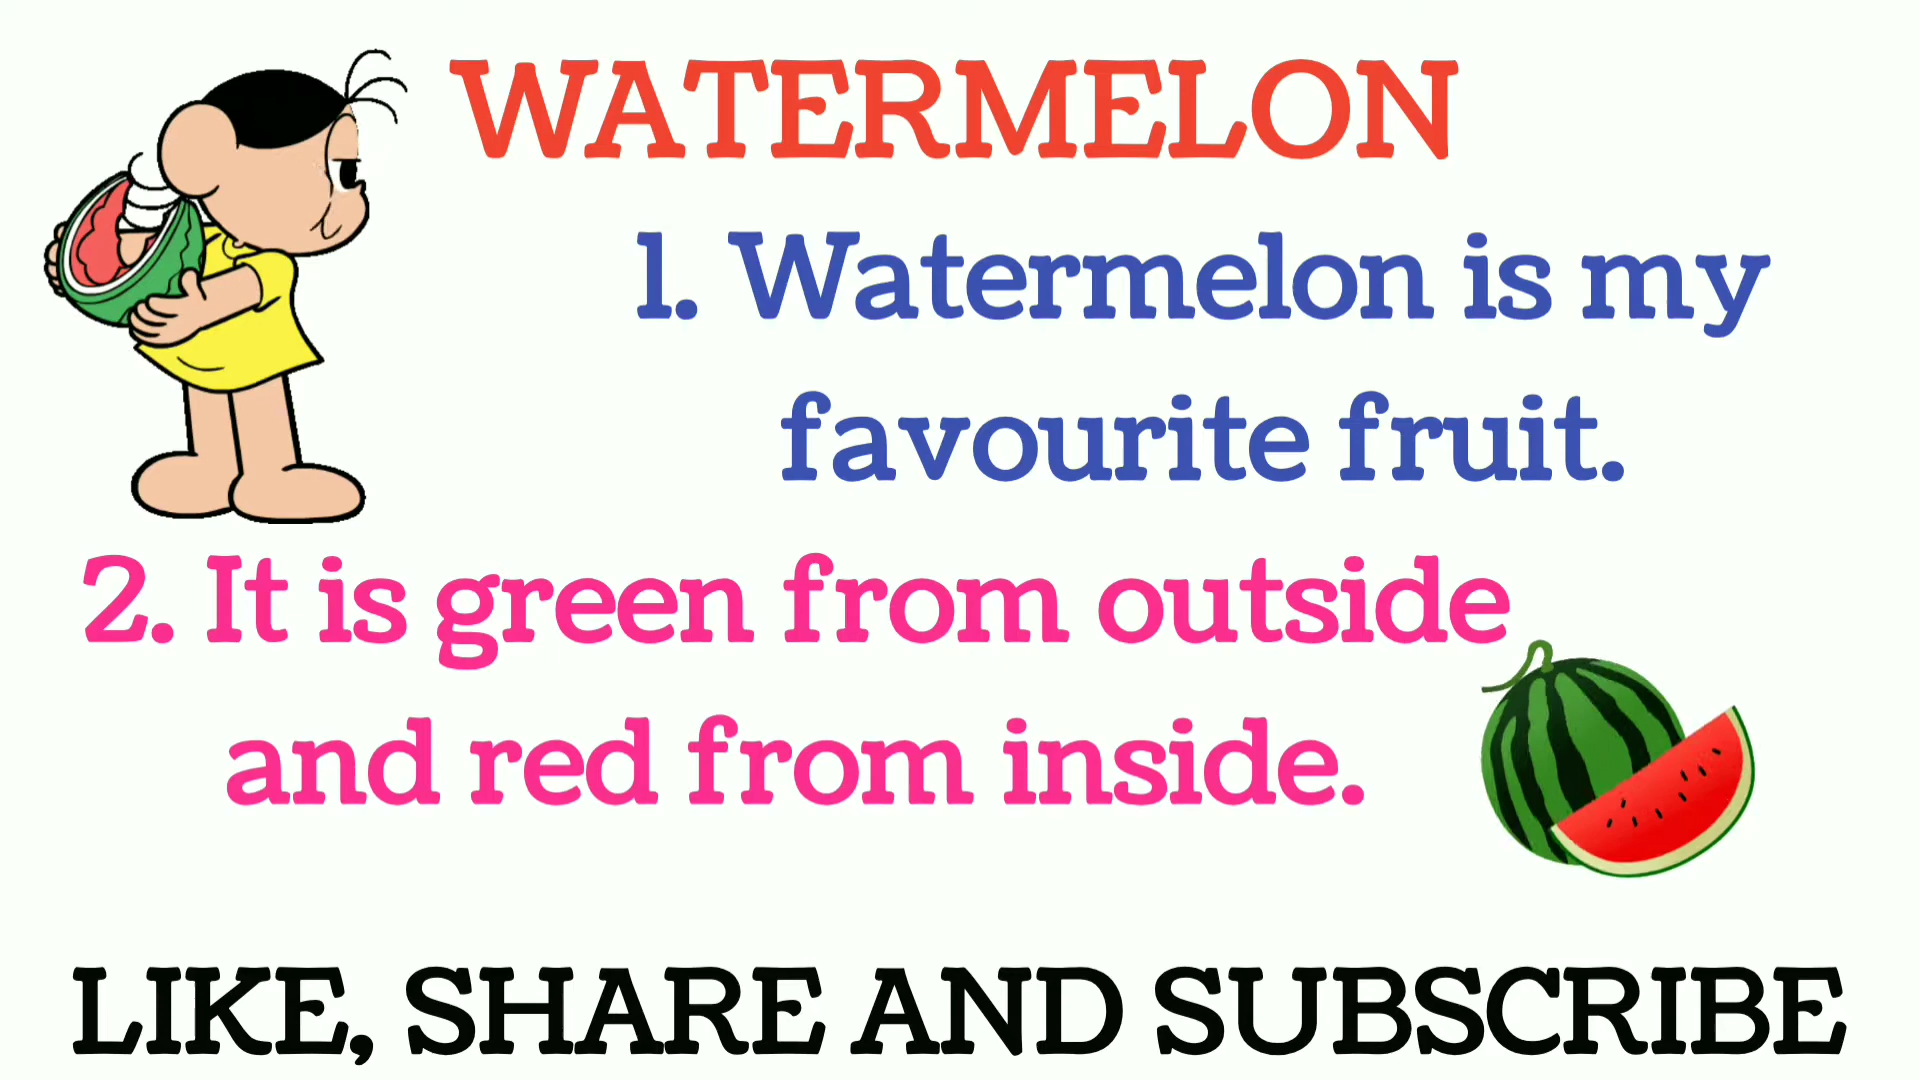 WATERMELON
1. Watermelon is my
favourite fruit.
2. It is green from outside
and red from inside.
LIKE, SHARE AND SUBSCRIBE